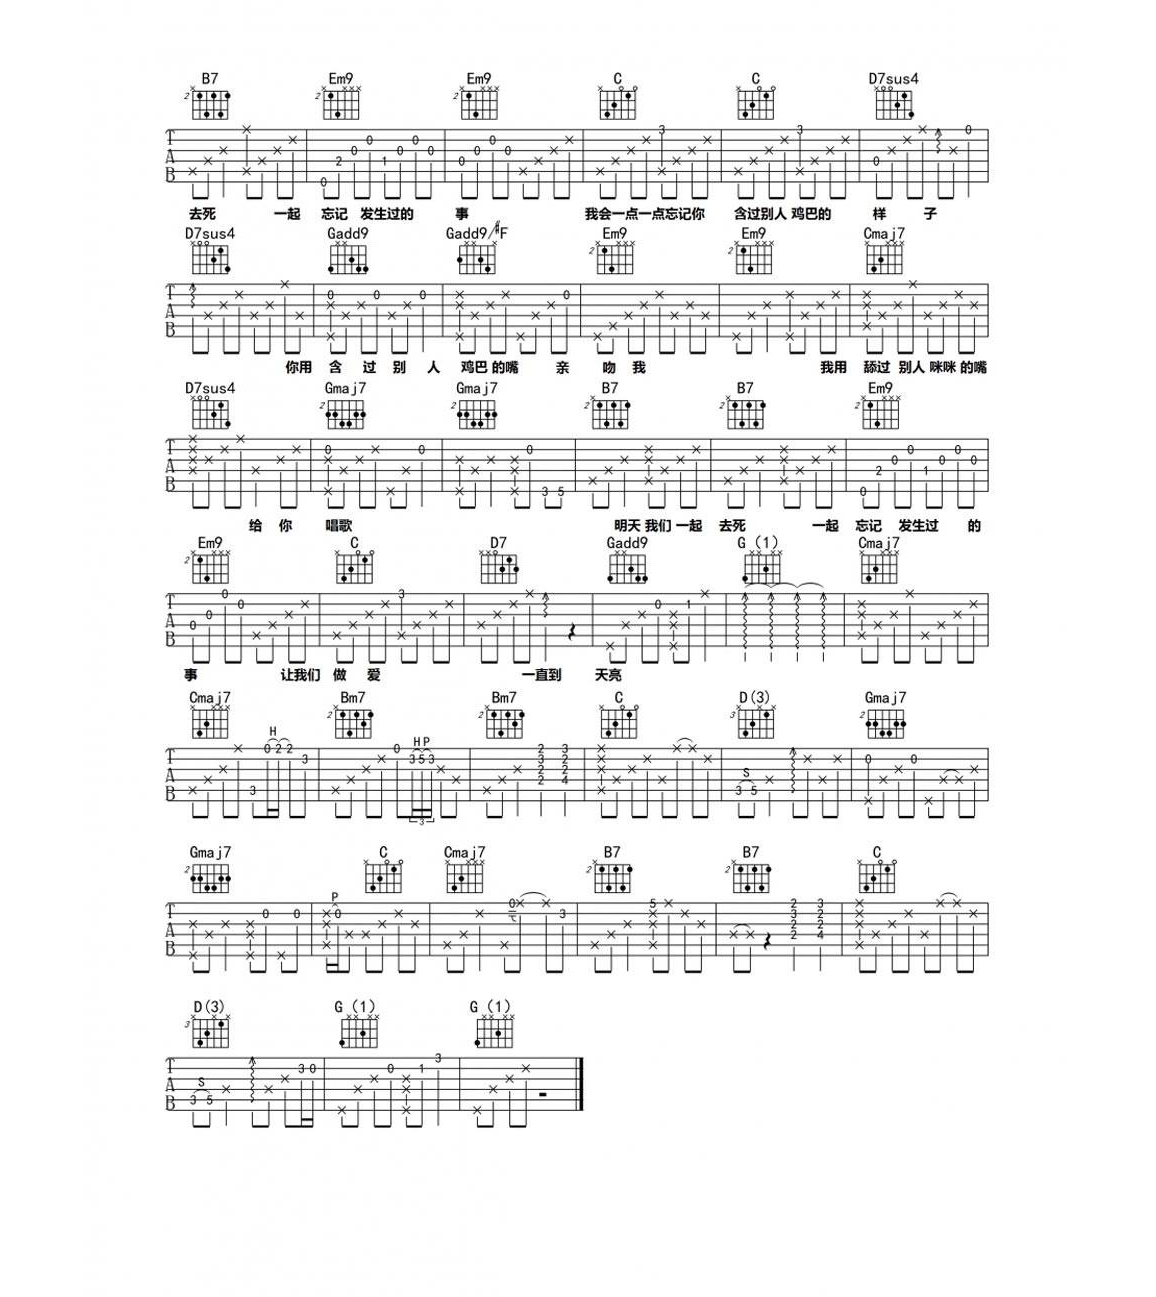 B7 Em9 Em9 C C D7sus4
去死 一起 忘记 发生过的 事 我会一点一点忘记你 含过别人 鸡巴的 样 子
D7sus4 Gadd9 Gadd9/#F Em9 Em9 Cmaj7
你用 含 过 别 人 鸡巴 的嘴 亲 吻 我 我用 舔过 别人 咪咪 的嘴
D7sus4 Gmaj7 Gmaj7 B7 B7 Em9
给 你 唱歌 明天 我们 一起 去死 一起 忘记 发生过 的
Em9 C D7 Gadd9 G (1) Cmaj7
事 让我们 做 爱 一直到 天亮
Cmaj7 Bm7 Bm7 C D(3) Gmaj7
H H P S
3
Gmaj7 C Cmaj7 B7 B7 C
P
D(3) G (1) G (1)
S